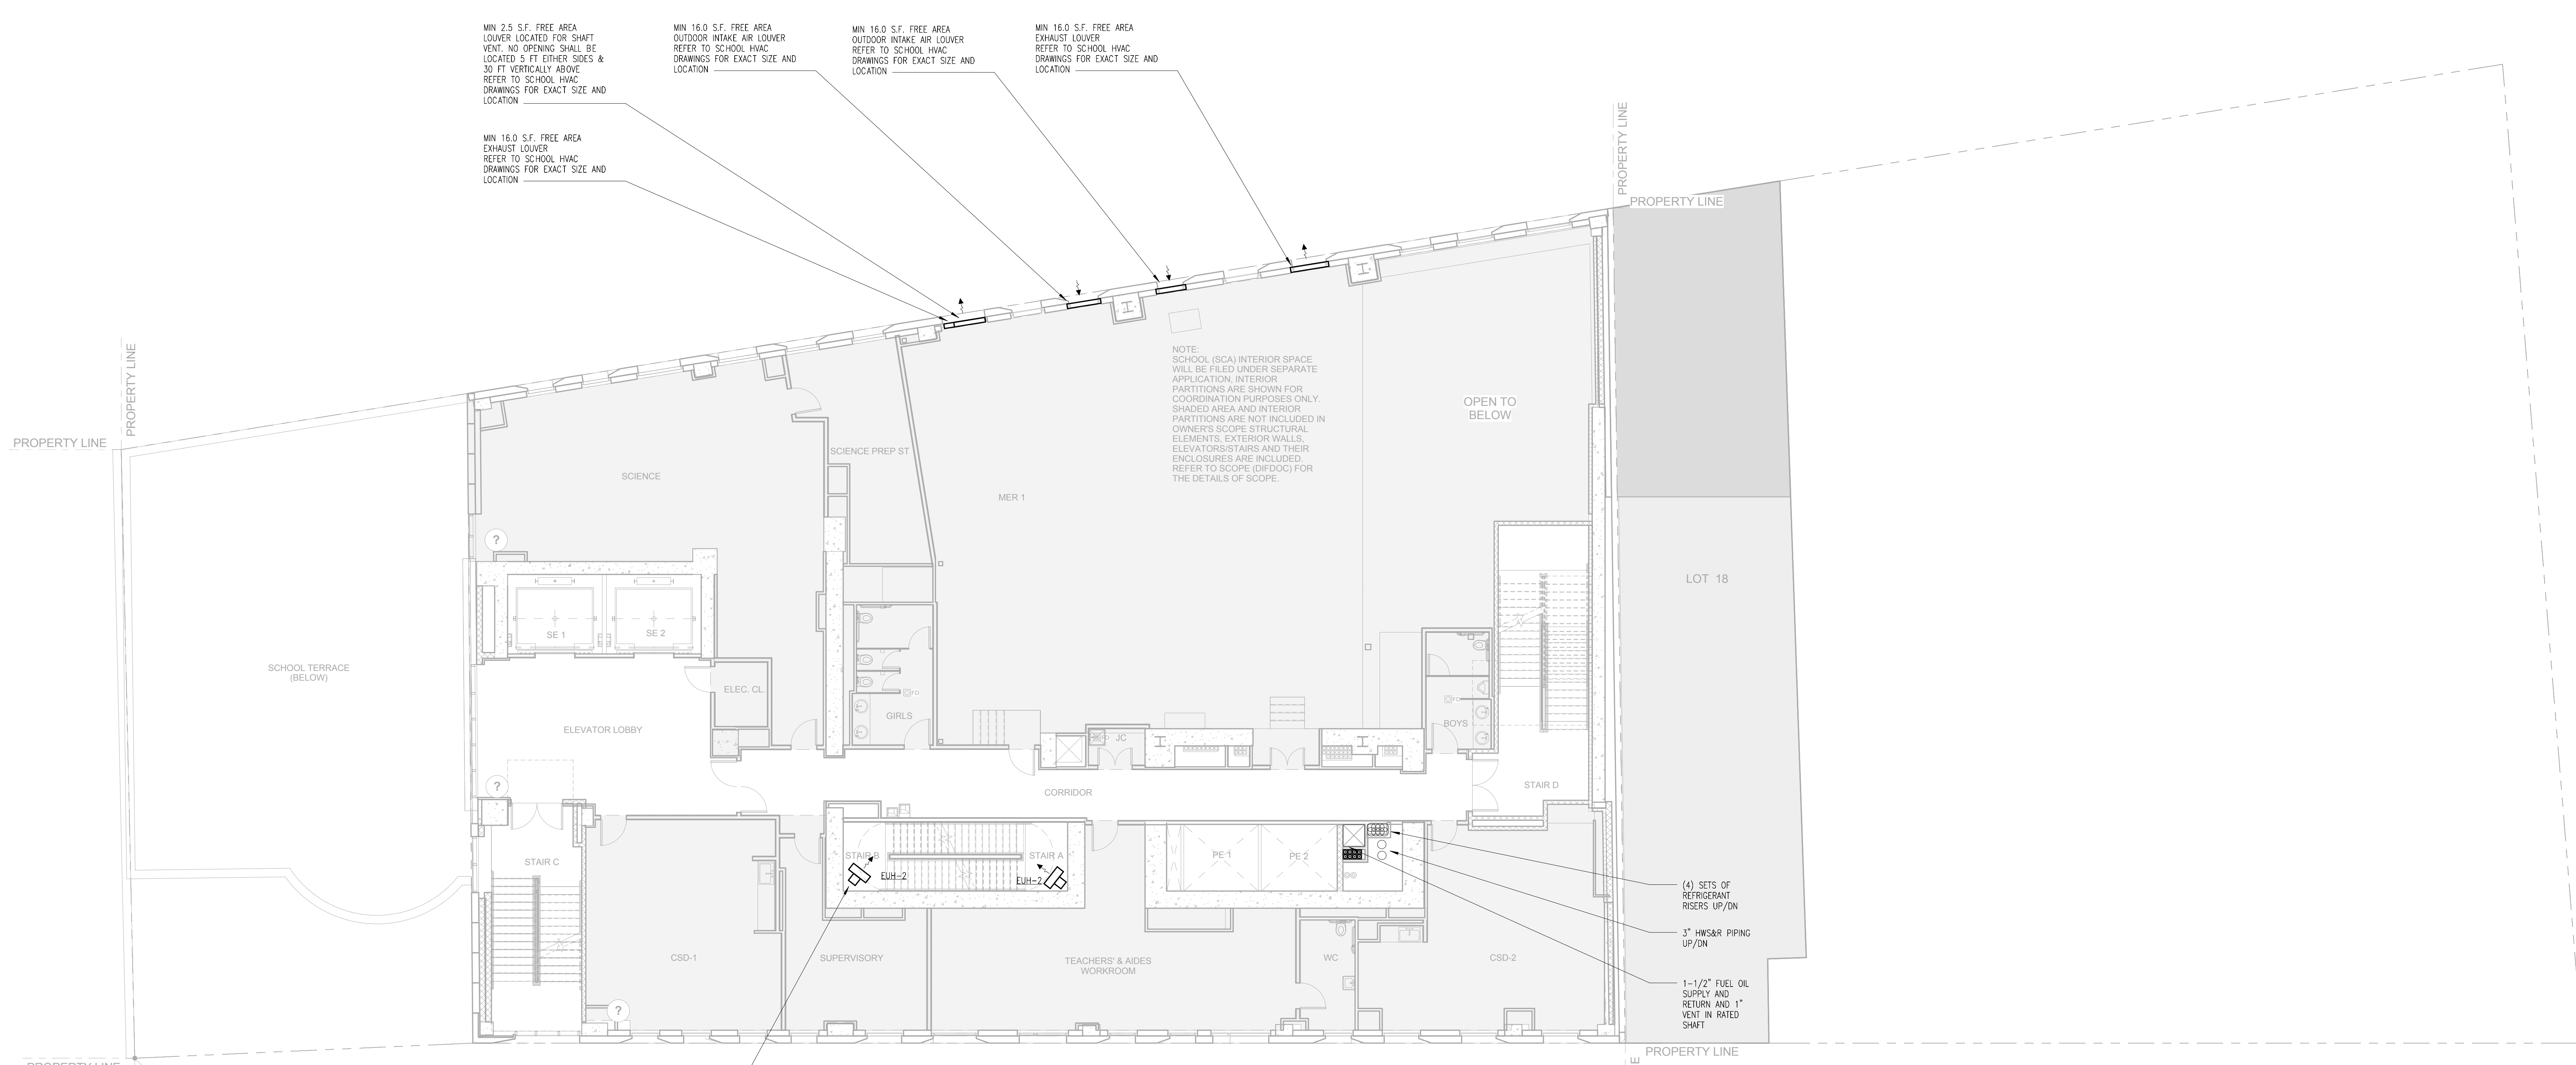 MIN 2.5 S.F. FREE AREA
LOUVER LOCATED FOR SHAFT
VENT. NO OPENING SHALL BE
LOCATED 5 FT EITHER SIDES &
30 FT VERTICALLY ABOVE
REFER TO SCHOOL HVAC
DRAWINGS FOR EXACT SIZE AND
LOCATION
MIN 16.0 S.F. FREE AREA
OUTDOOR INTAKE AIR LOUVER
REFER TO SCHOOL HVAC
DRAWINGS FOR EXACT SIZE AND
LOCATION
MIN 16.0 S.F. FREE AREA
OUTDOOR INTAKE AIR LOUVER
REFER TO SCHOOL HVAC
DRAWINGS FOR EXACT SIZE AND
LOCATION
MIN 16.0 S.F. FREE AREA
EXHAUST LOUVER
REFER TO SCHOOL HVAC
DRAWINGS FOR EXACT SIZE AND
LOCATION
MIN 16.0 S.F. FREE AREA
EXHAUST LOUVER
REFER TO SCHOOL HVAC
DRAWINGS FOR EXACT SIZE AND
LOCATION
PROPERTY LINE
PROPERTY LINE
PROPERTY LINE
PROPERTY LINE
NOTE:
SCHOOL (SCA) INTERIOR SPACE
WILL BE FILED UNDER SEPARATE
APPLICATION, INTERIOR
PARTITIONS ARE SHOWN FOR
COORDINATION PURPOSES ONLY.
SHADED AREA AND INTERIOR
PARTITIONS ARE NOT INCLUDED IN
OWNER'S SCOPE STRUCTURAL
ELEMENTS, EXTERIOR WALLS,
ELEVATORS/STAIRS AND THEIR
ENCLOSURES ARE INCLUDED.
REFER TO SCOPE (DIFDOC) FOR
THE DETAILS OF SCOPE.
OPEN TO
BELOW
SCIENCE PREP ST
SCIENCE
MER 1
?
LOT 18
SE 1
SE 2
SCHOOL TERRACE
(BELOW)
ELEC. CL.
FD
GIRLS
FD
BOYS
ELEVATOR LOBBY
JC
?
CORRIDOR
STAIR D
STAIR C
STAIR B
STAIR A
PE 1
PE 2
EUH-2
EUH-2
(4) SETS OF
REFRIGERANT
RISERS UP/DN
3" HWS&R PIPING
UP/DN
CSD-1
SUPERVISORY
TEACHERS' & AIDES
WORKROOM
WC
CSD-2
1-1/2" FUEL OIL
SUPPLY AND
RETURN AND 1"
VENT IN RATED
SHAFT
?
PROPERTY LINE
E
PROPERTY LINE